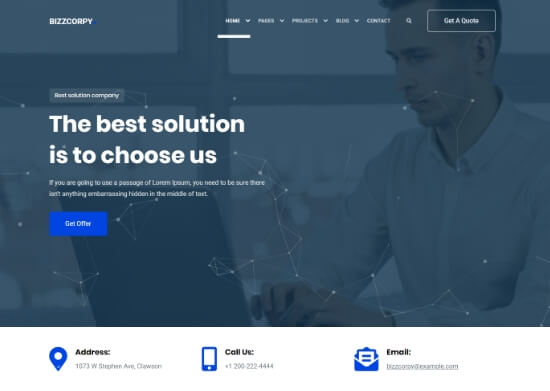 BIZZCORPY
HOME PAGES PROJECTS BLOG CONTACT Get A Quote
Best solution company
The best solution
is to choose us
If you are going to use a passage of Lorem Ipsum, you need to be sure there
isn't anything embarrassing hidden in the middle of text.
Get Offer
Address: Call Us: Email:
1073 W Stephen Ave, Clawson +1 200-222-4444 bizzcorpy@example.com